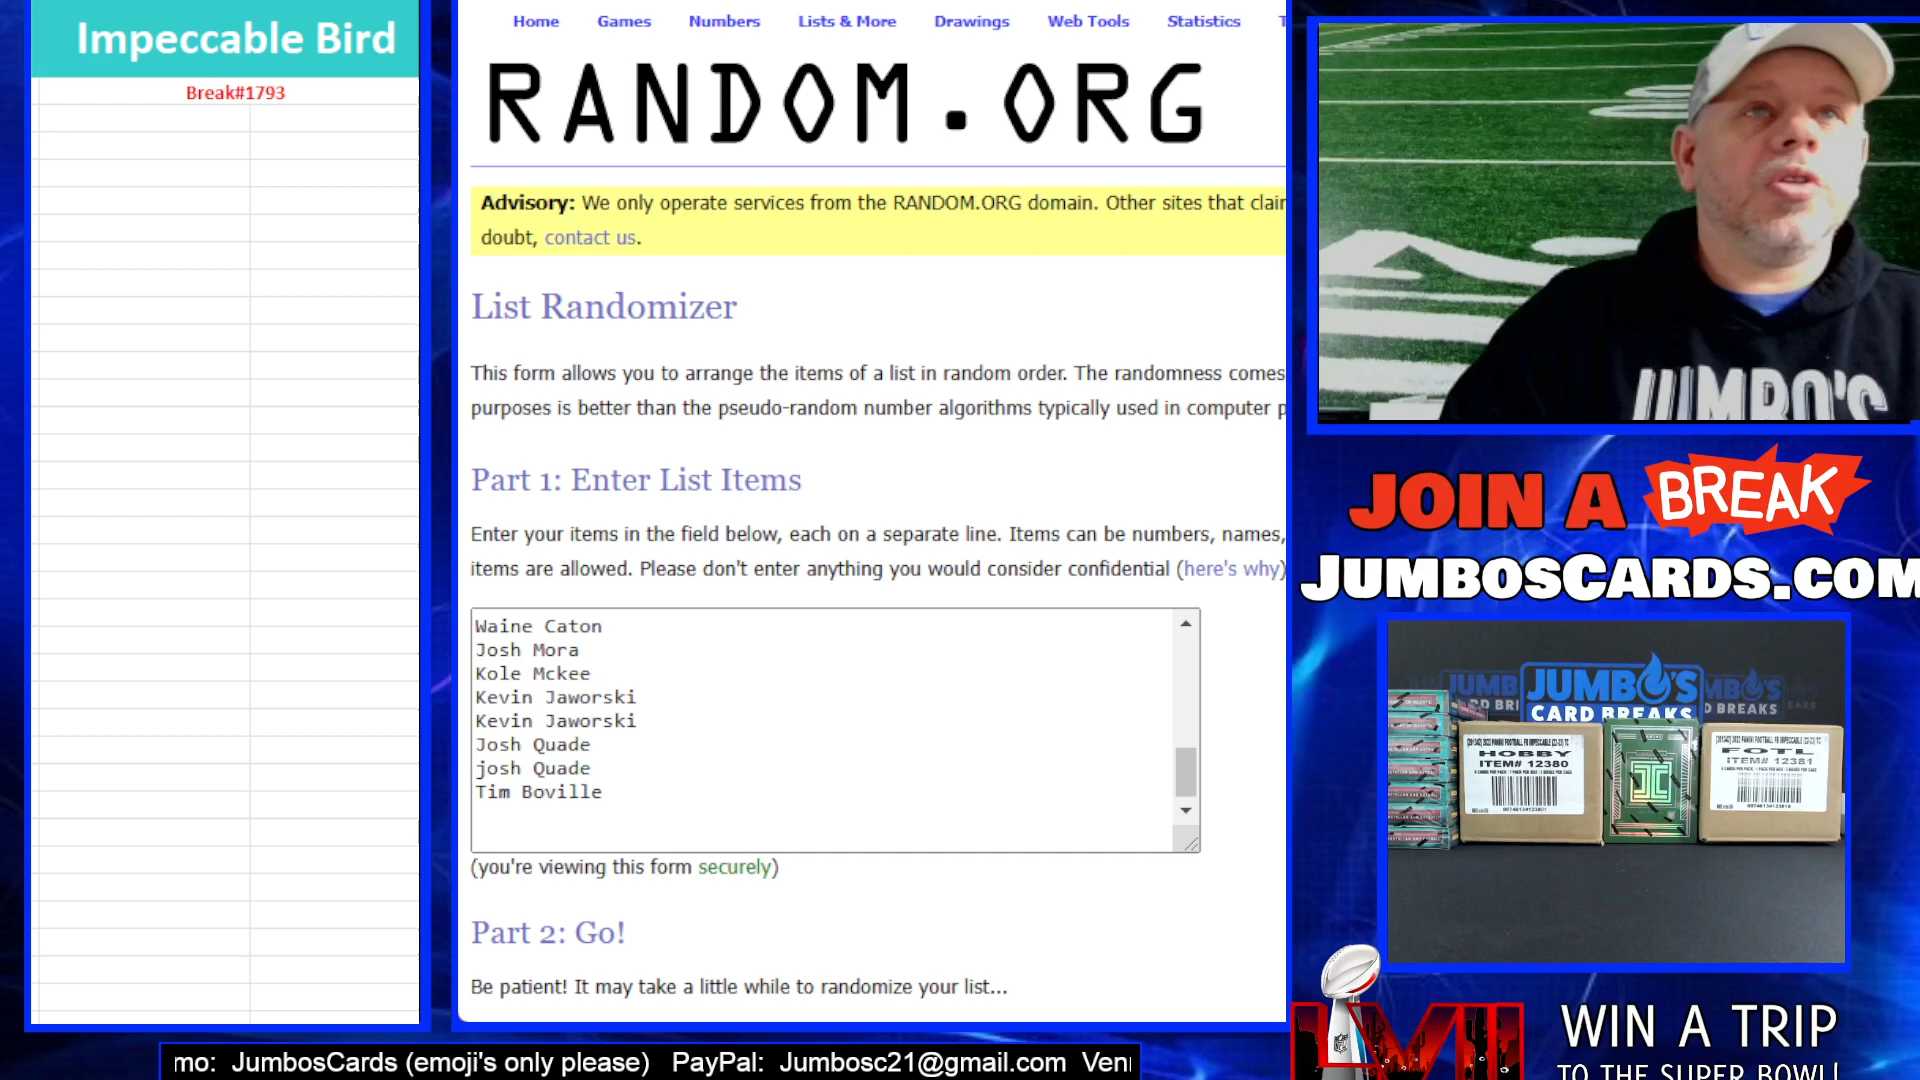 Impeccable Bird
Break#1793
Home Games Numbers Lists & More Drawings Web Tools Statistics T
RANDOM.ORG
Advisory: We only operate services from the RANDOM.ORG domain. Other sites that clair
doubt, contact us.
List Randomizer
This form allows you to arrange the items of a list in random order. The randomness comes
purposes is better than the pseudo-random number algorithms typically used in computer p
Part 1: Enter List Items
Enter your items in the field below, each on a separate line. Items can be numbers, names,
items are allowed. Please don't enter anything you would consider confidential (here's why)
Waine Caton
Josh Mora
Kole Mckee
Kevin Jaworski
Kevin Jaworski
Josh Quade
josh Quade
Tim Boville
(you're viewing this form securely)
Part 2: Go!
Be patient! It may take a little while to randomize your list...
JUMBO'S
JOIN A BREAK
JUMBOSCARDS.COM
JUMBO'S
CARD BREAKS
HOBBY
ITEM# 12380
FOTL
ITEM# 12381
LVII
WIN A TRIP
TO THE SUPER BOWL!
mo: JumbosCards (emoji's only please) PayPal: Jumbosc21@gmail.com Ven